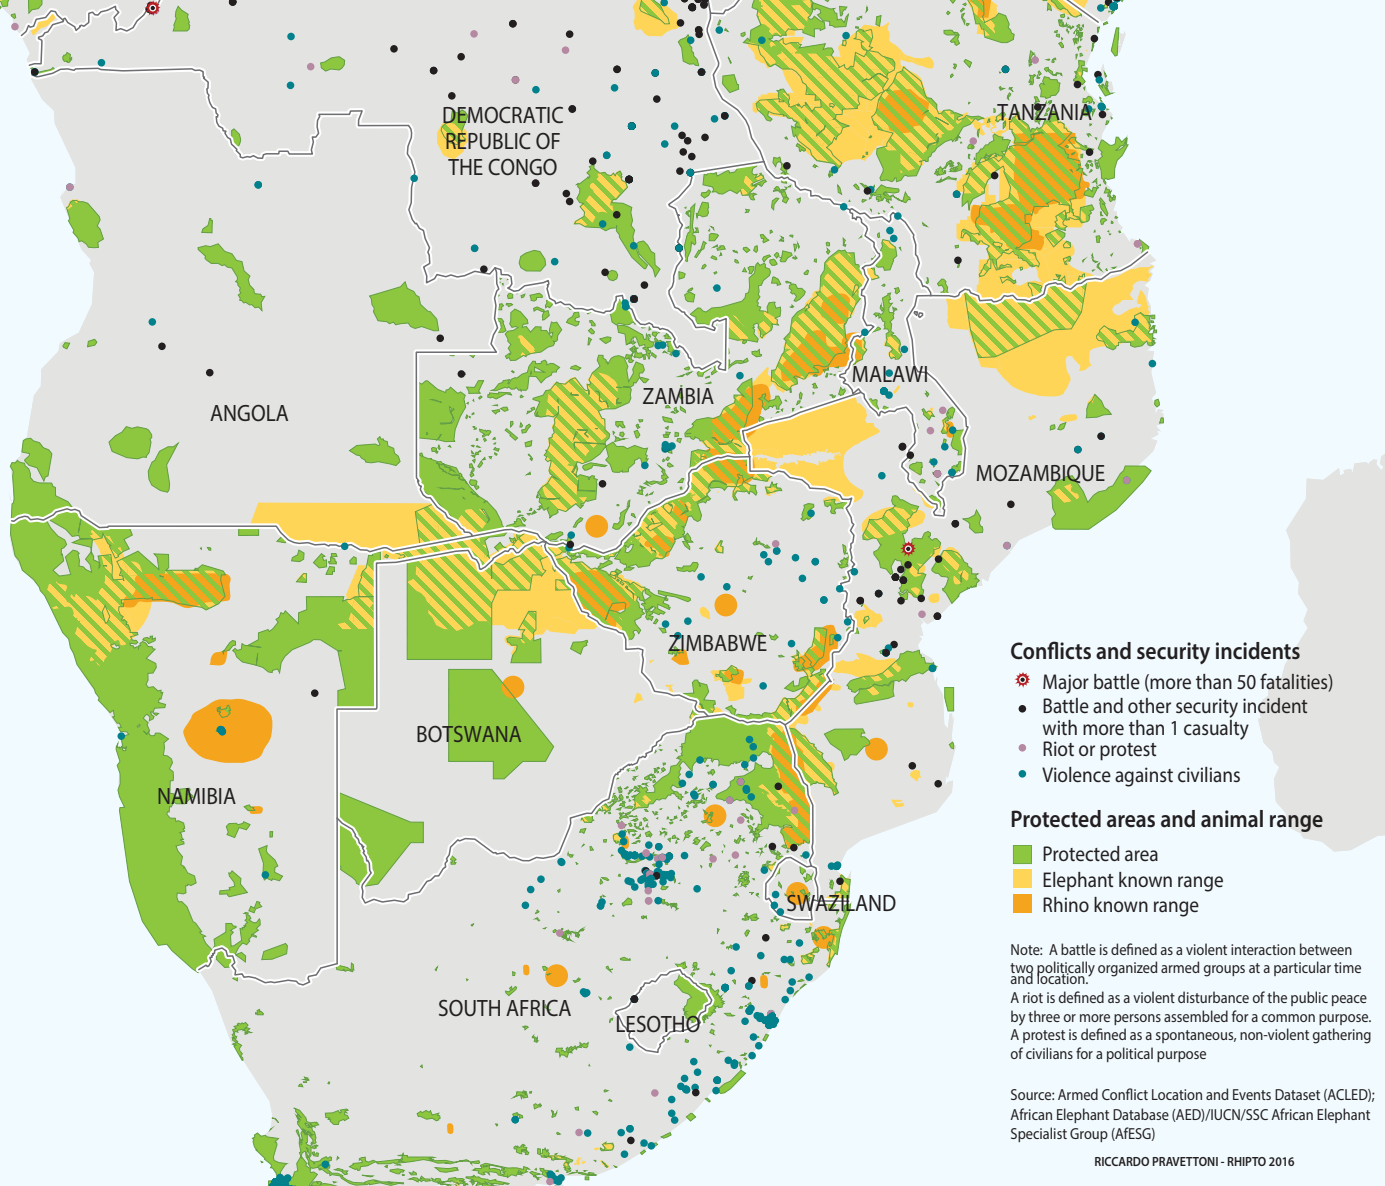 DEMOCRATIC
REPUBLIC OF
THE CONGO
TANZANIA
ANGOLA
ZAMBIA
MALAWI
MOZAMBIQUE
ZIMBABWE
BOTSWANA
NAMIBIA
SWAZILAND
SOUTH AFRICA
LESOTHO
Conflicts and security incidents
Major battle (more than 50 fatalities)
Battle and other security incident
with more than 1 casualty
Riot or protest
Violence against civilians
Protected areas and animal range
Protected area
Elephant known range
Rhino known range
Note: A battle is defined as a violent interaction between
two politically organized armed groups at a particular time
and location.
A riot is defined as a violent disturbance of the public peace
by three or more persons assembled for a common purpose.
A protest is defined as a spontaneous, non-violent gathering
of civilians for a political purpose
Source: Armed Conflict Location and Events Dataset (ACLED);
African Elephant Database (AED)/IUCN/SSC African Elephant
Specialist Group (AfESG)
RICCARDO PRAVETTONI - RHIPTO 2016